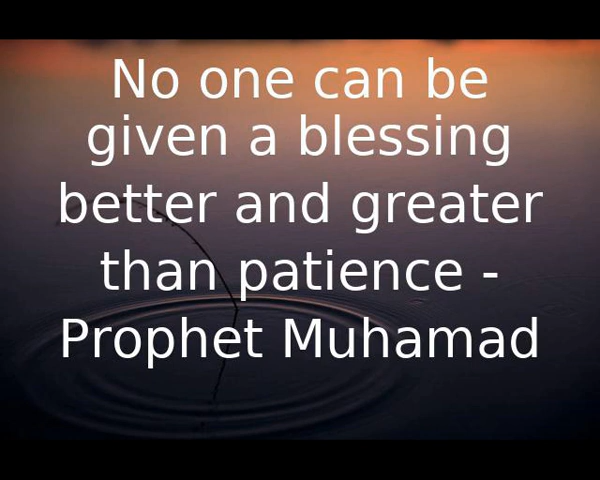 No one can be
given a blessing
better and greater
than patience -
Prophet Muhamad